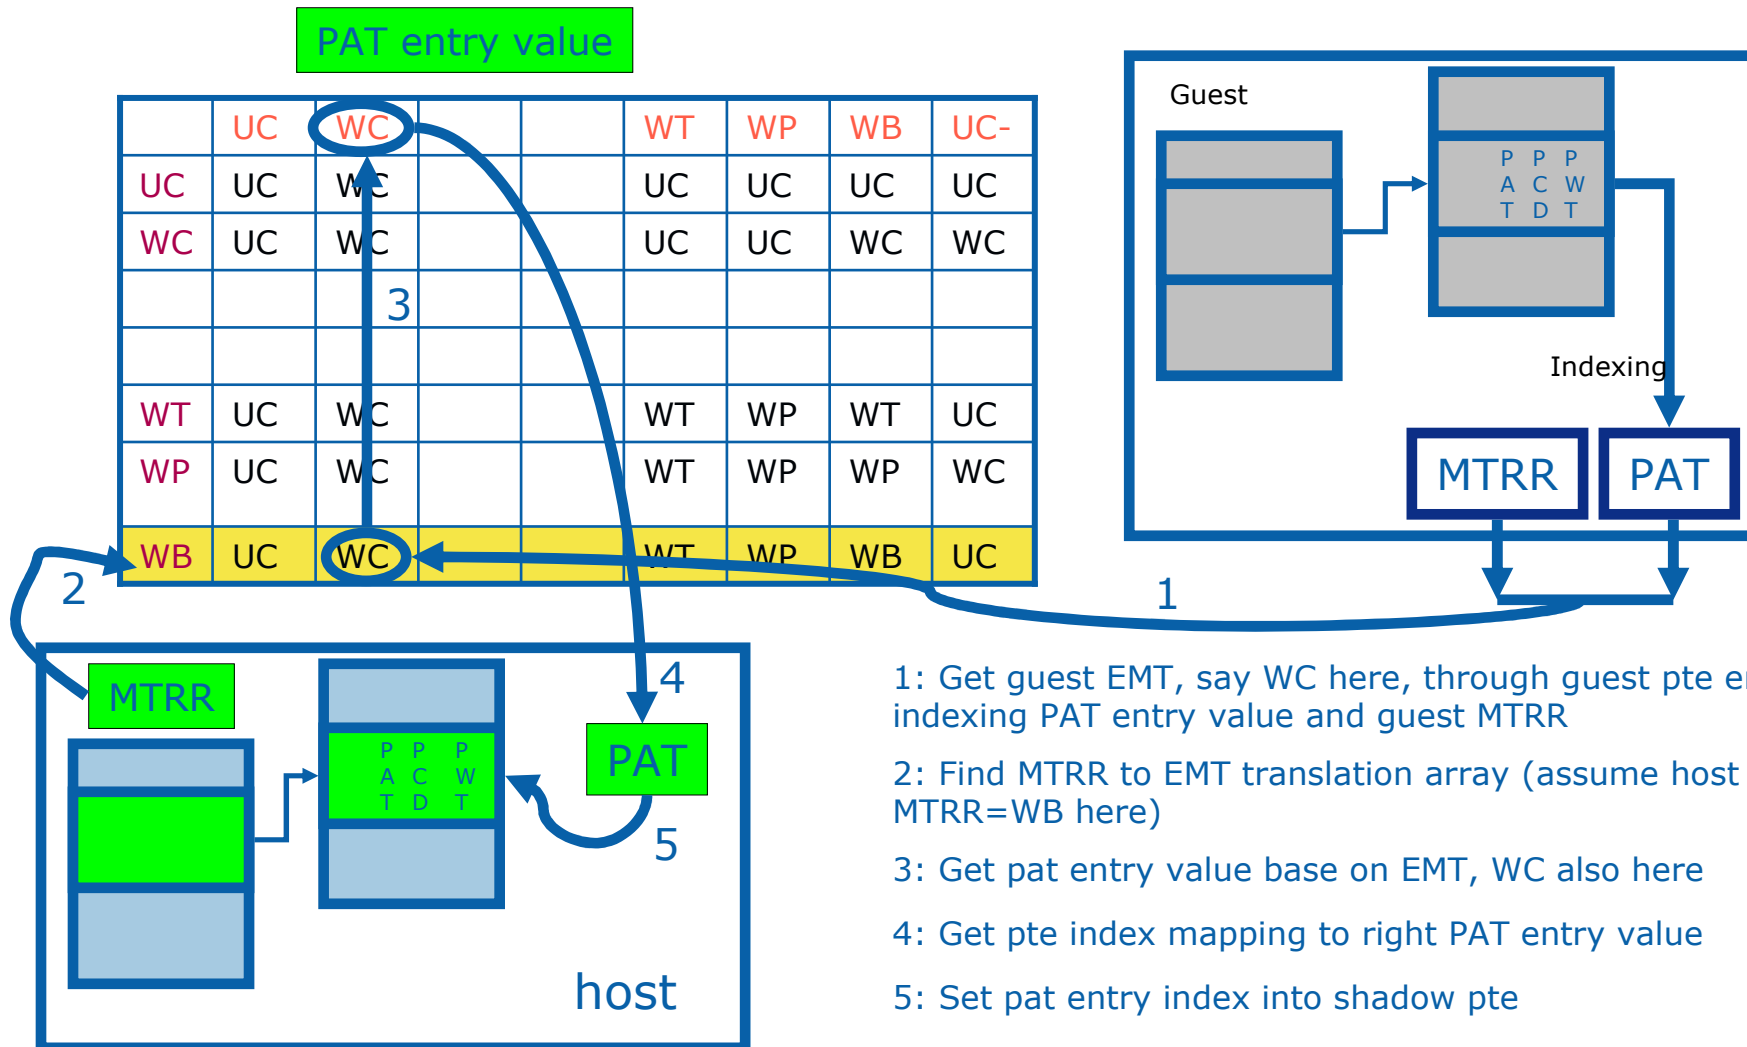 PAT entry value
UC WC WT WP WB UC-
UC UC WC UC UC UC UC
WC UC WC UC UC WC WC
3
WT UC WC WT WP WT UC
WP UC WC WT WP WP WC
WB UC WC WT WP WB UC
2
Guest
P P P
A C W
T D T
Indexing
MTRR PAT
1
MTRR
4
P P P
A C W
T D T
PAT
5
host
1: Get guest EMT, say WC here, through guest pte
indexing PAT entry value and guest MTRR
2: Find MTRR to EMT translation array (assume host
MTRR=WB here)
3: Get pat entry value base on EMT, WC also here
4: Get pte index mapping to right PAT entry value
5: Set pat entry index into shadow pte